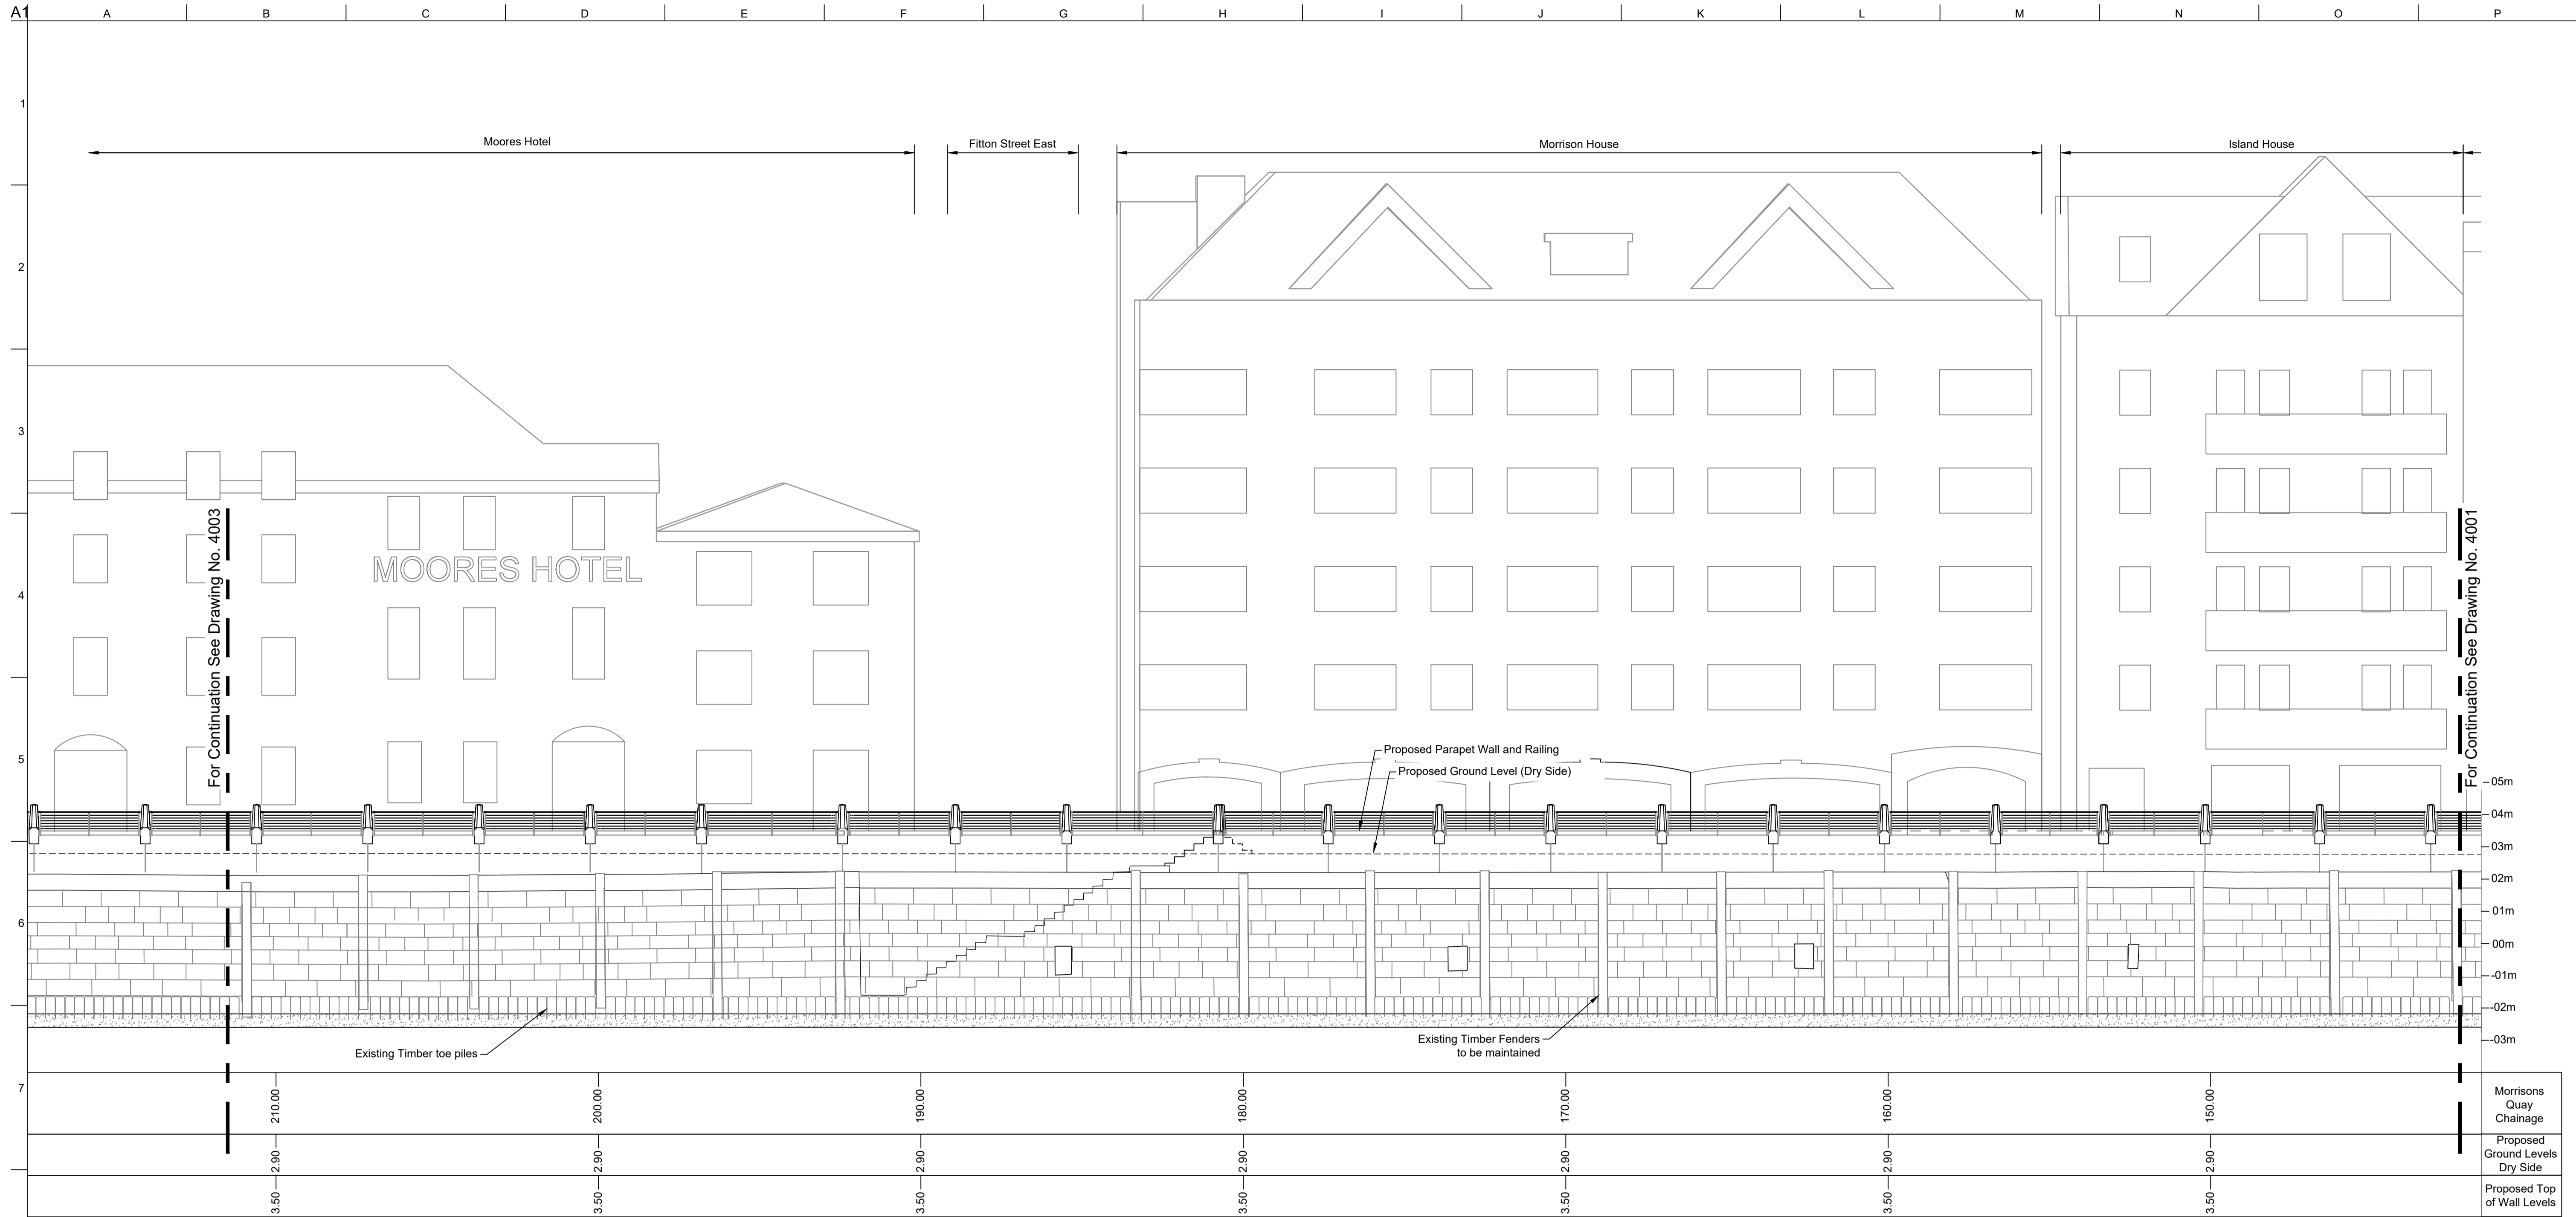 A1 A B C D E F G H I J K L M N O P
1
Moores Hotel
Fitton Street East
Morrison House
Island House
2
3
For Continuation See Drawing No. 4003
MOORES HOTEL
For Continuation See Drawing No. 4001
4
5
Proposed Parapet Wall and Railing
Proposed Ground Level (Dry Side)
05m
04m
03m
02m
01m
00m
-01m
-02m
-03m
6
Existing Timber toe piles
Existing Timber Fenders
to be maintained
7
210.00 200.00 190.00 180.00 170.00 160.00 150.00
Morrisons
Quay
Chainage
2.90 2.90 2.90 2.90 2.90 2.90 2.90
Proposed
Ground Levels
Dry Side
3.50 3.50 3.50 3.50 3.50 3.50 3.50
Proposed Top
of Wall Levels